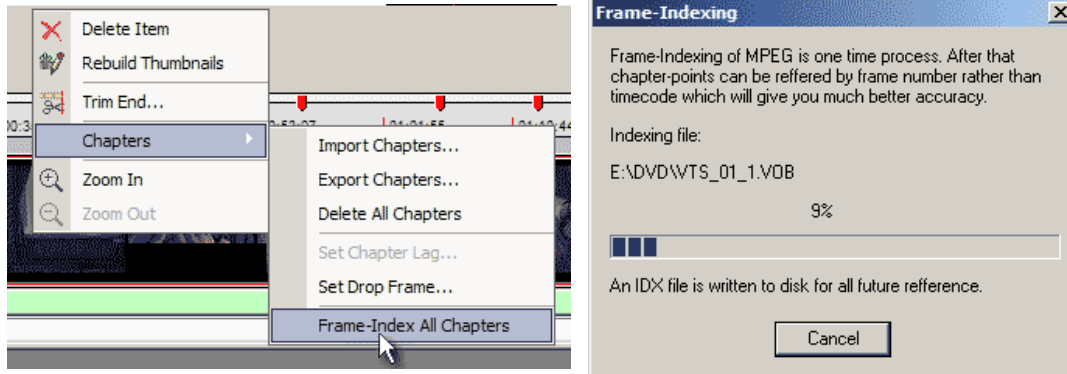 Delete Item
Rebuild Thumbnails
Trim End...
Chapters
Zoom In
Zoom Out
Import Chapters...
Export Chapters...
Delete All Chapters
Set Chapter Lag...
Set Drop Frame...
Frame-Index All Chapters
Frame-Indexing
Frame-Indexing of MPEG is one time process. After that
chapter-points can be reffered by frame number rather than
timecode which will give you much better accuracy.
Indexing file:
E:\DVD\VTS_01_1.VOB
9%
An IDX file is written to disk for all future refference.
Cancel